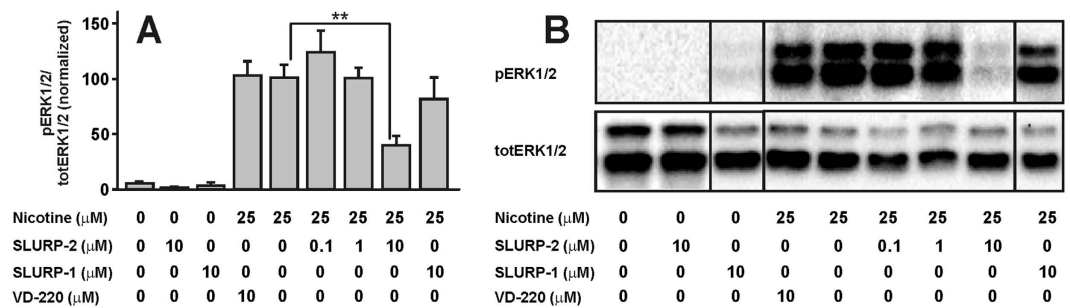 A
pERK1/2/
totERK1/2 (normalized)
150
100
50
0
**
Nicotine (μM) 0 0 0 25 25 25 25 25 25
SLURP-2 (μM) 0 10 0 0 0 0.1 1 10 0
SLURP-1 (μM) 0 0 10 0 0 0 0 0 10
VD-220 (μM) 0 0 0 10 0 0 0 0 0
B
pERK1/2
totERK1/2
Nicotine (μM) 0 0 0 25 25 25 25 25 25
SLURP-2 (μM) 0 10 0 0 0 0.1 1 10 0
SLURP-1 (μM) 0 0 10 0 0 0 0 0 10
VD-220 (μM) 0 0 0 10 0 0 0 0 0